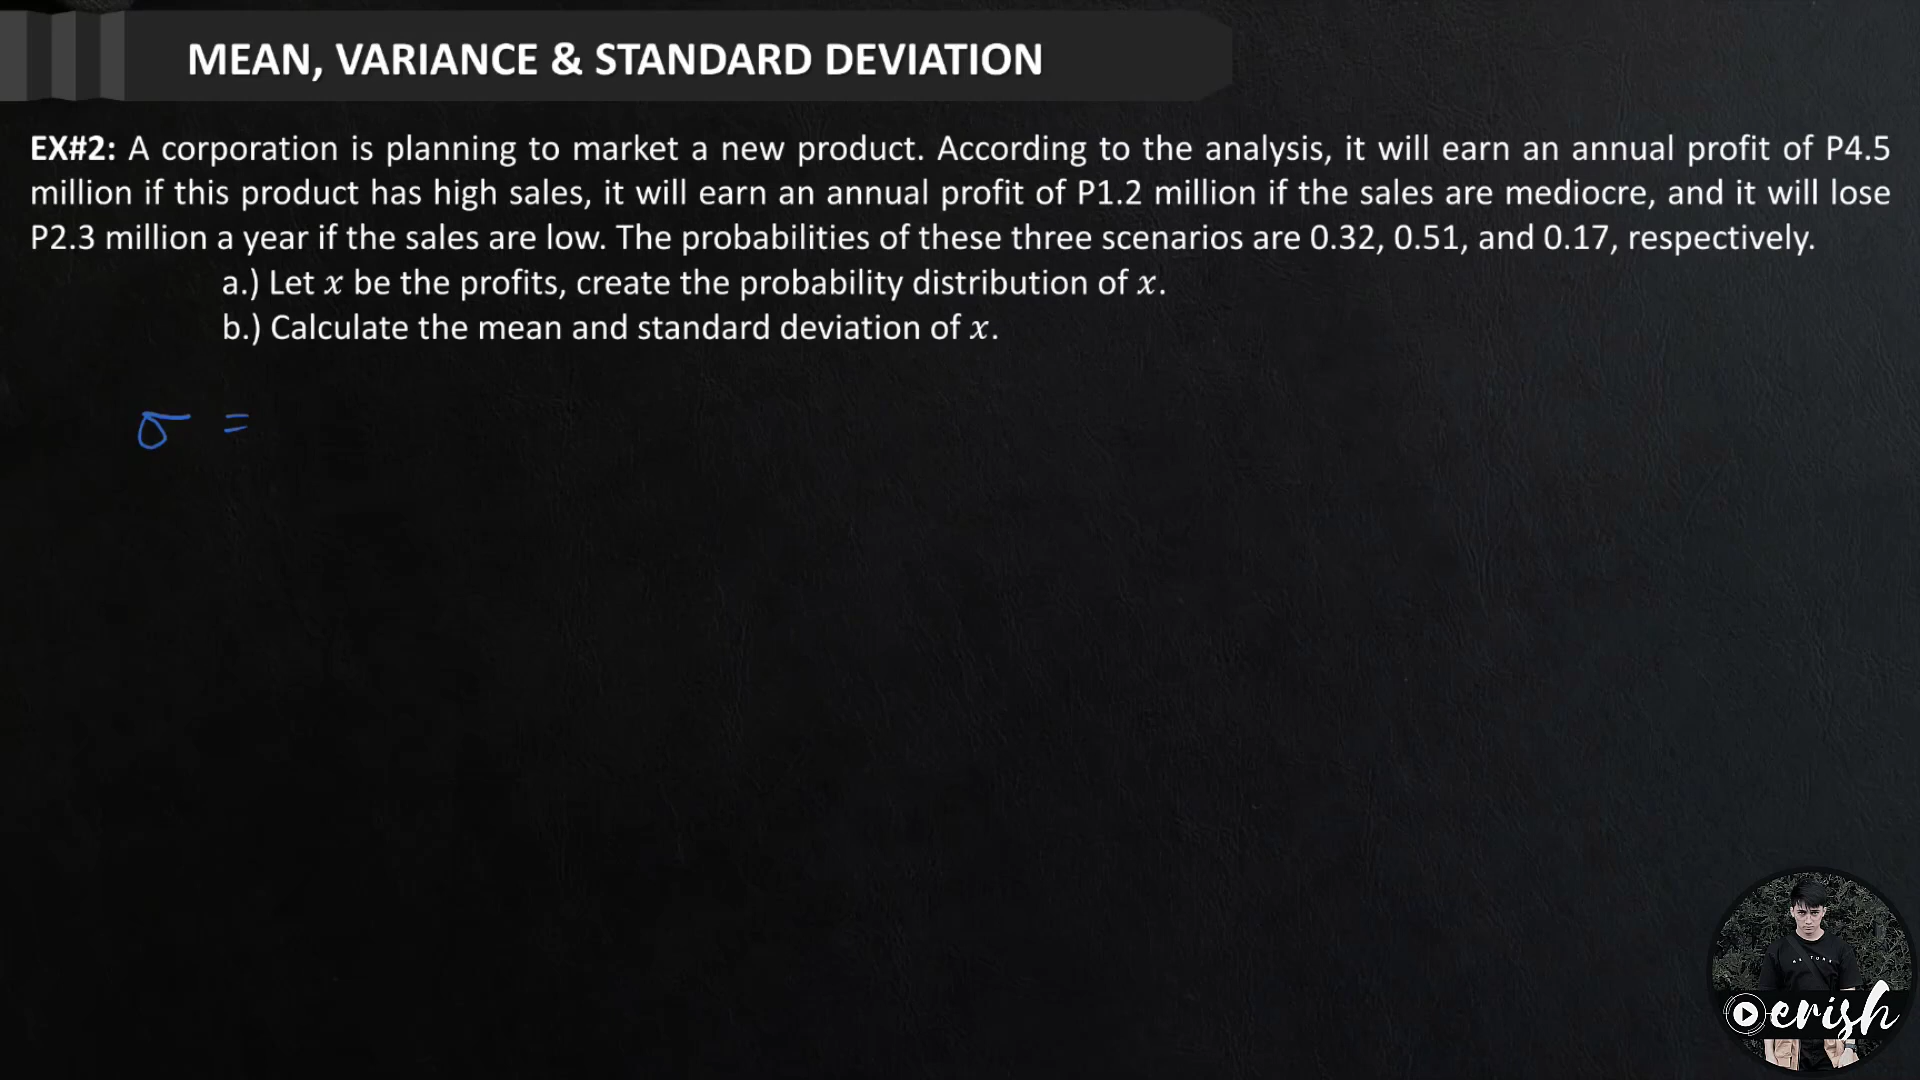 MEAN, VARIANCE & STANDARD DEVIATION
EX#2: A corporation is planning to market a new product. According to the analysis, it will earn an annual profit of P4.5
million if this product has high sales, it will earn an annual profit of P1.2 million if the sales are mediocre, and it will lose
P2.3 million a year if the sales are low. The probabilities of these three scenarios are 0.32, 0.51, and 0.17, respectively.
a.) Let x be the profits, create the probability distribution of x.
b.) Calculate the mean and standard deviation of x.
σ =
erish